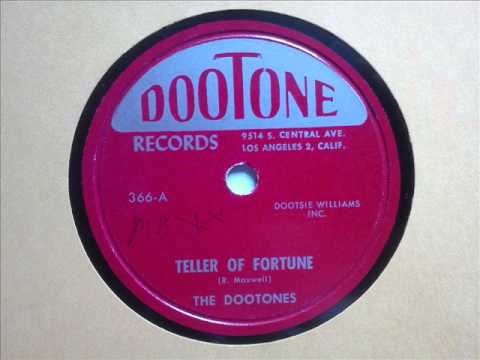 DOOTONE
RECORDS
9514 S. CENTRAL AVE.
LOS ANGELES 2, CALIF.
366-A
DOOTSIE WILLIAMS
INC.
TELLER OF FORTUNE
(R. Maxwell)
THE DOOTONES